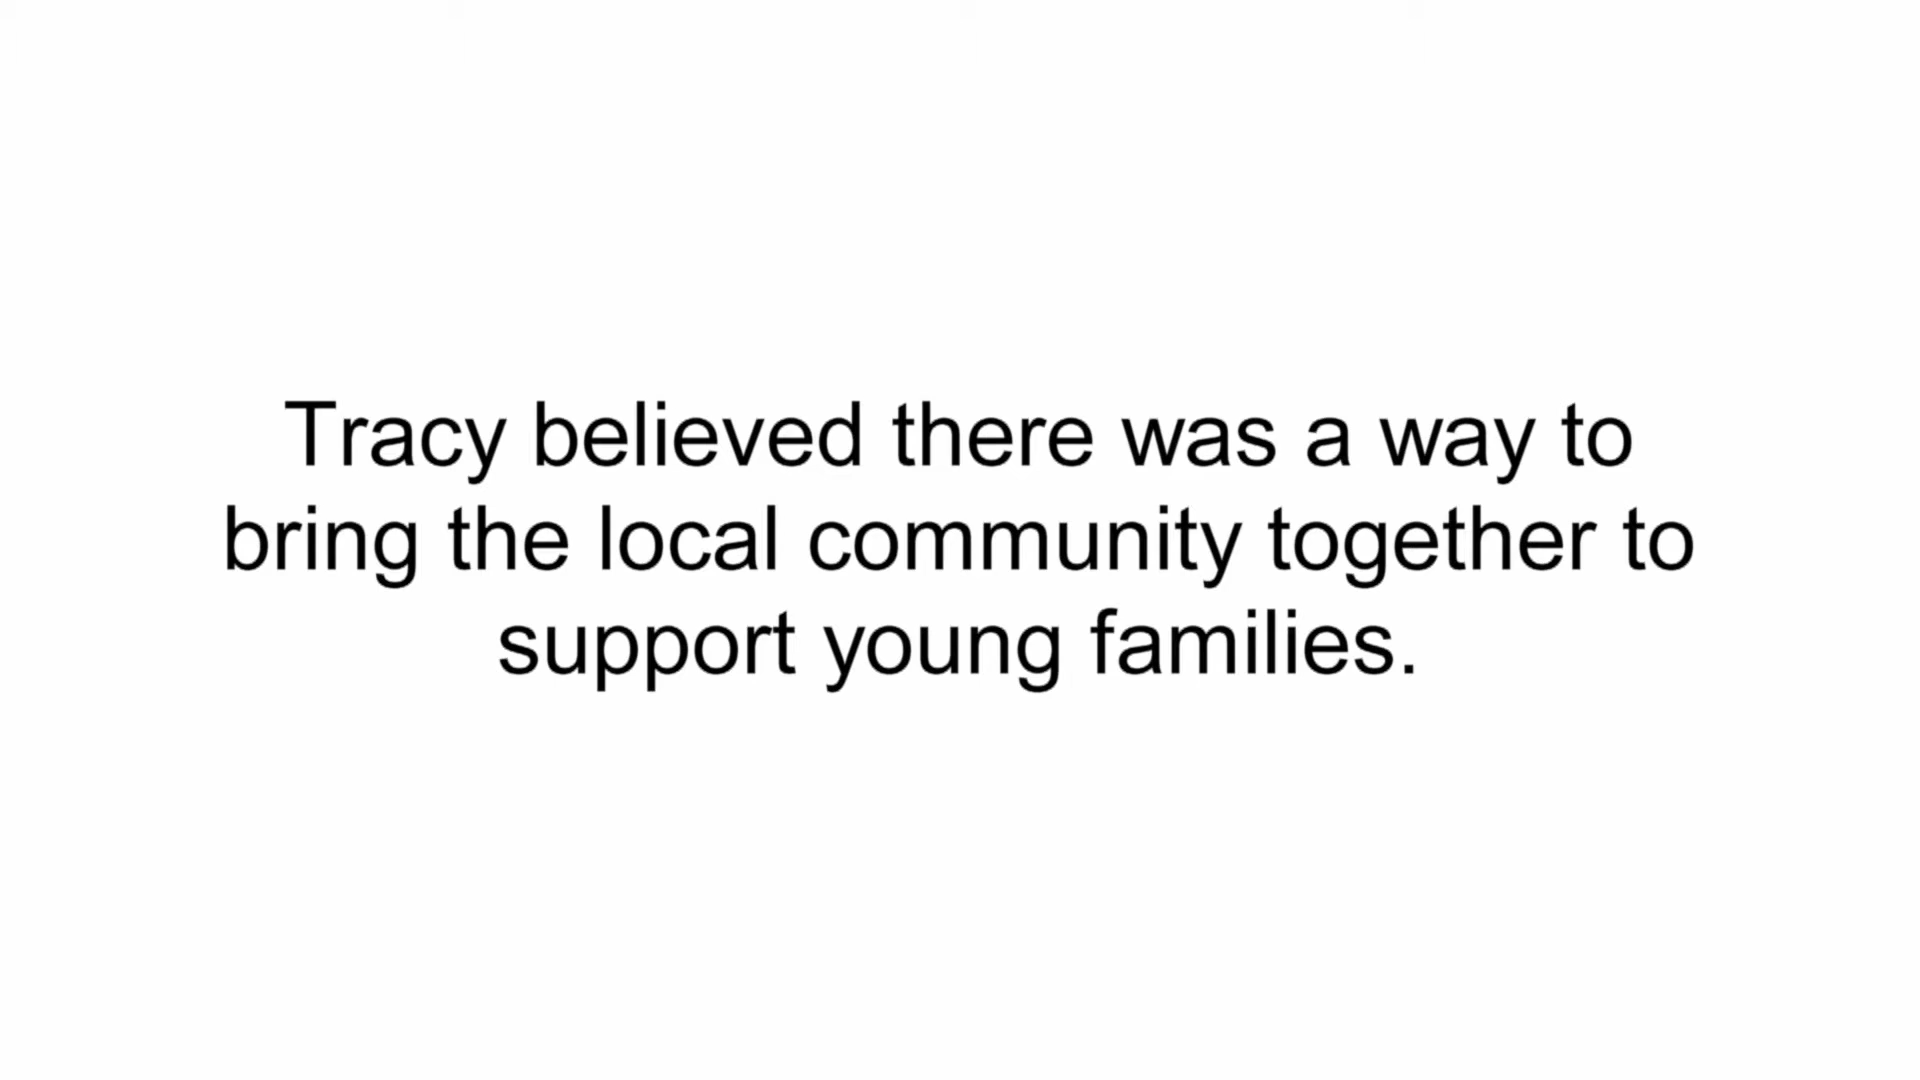 Tracy believed there was a way to
bring the local community together to
support young families.